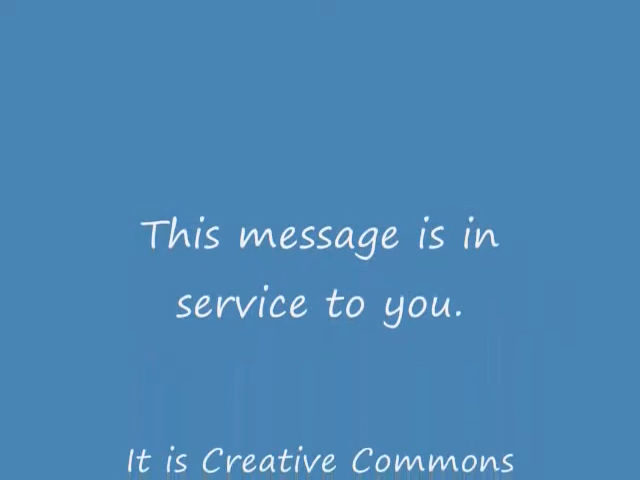 This message is in
service to you.
It is Creative Commons